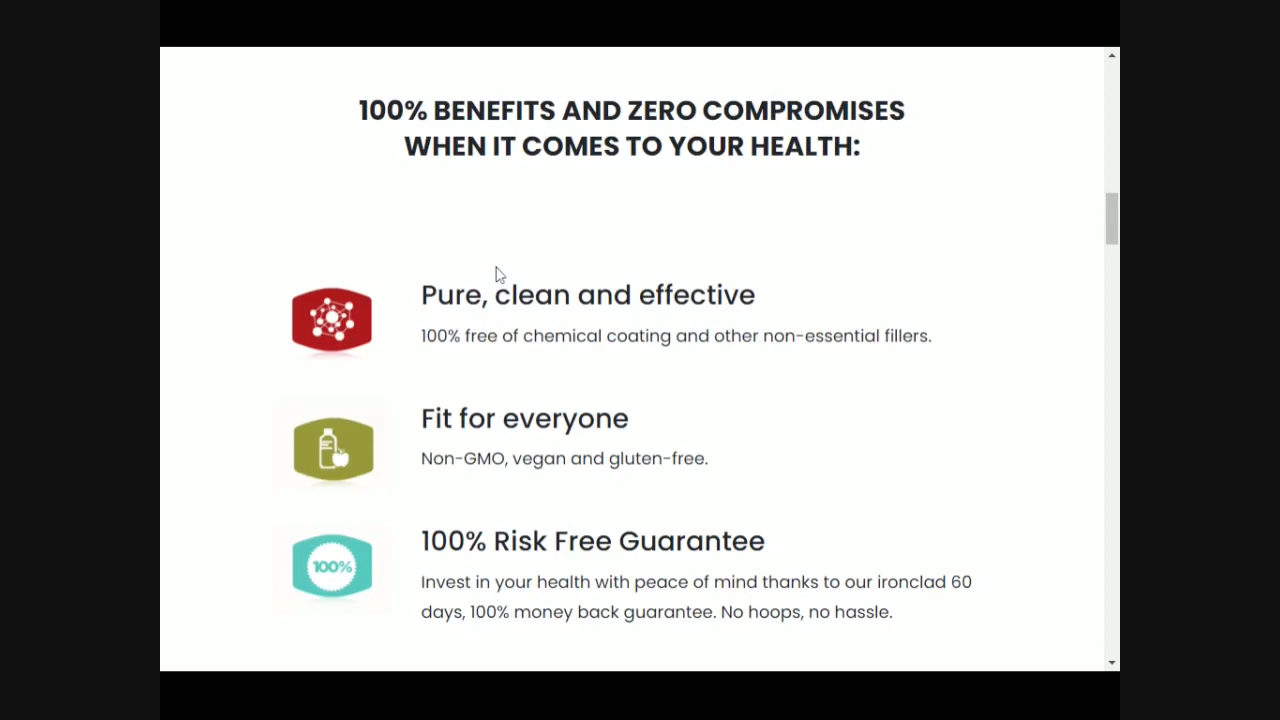 100% BENEFITS AND ZERO COMPROMISES
WHEN IT COMES TO YOUR HEALTH:
Pure, clean and effective
100% free of chemical coating and other non-essential fillers.
Fit for everyone
Non-GMO, vegan and gluten-free.
100%
100% Risk Free Guarantee
Invest in your health with peace of mind thanks to our ironclad 60
days, 100% money back guarantee. No hoops, no hassle.